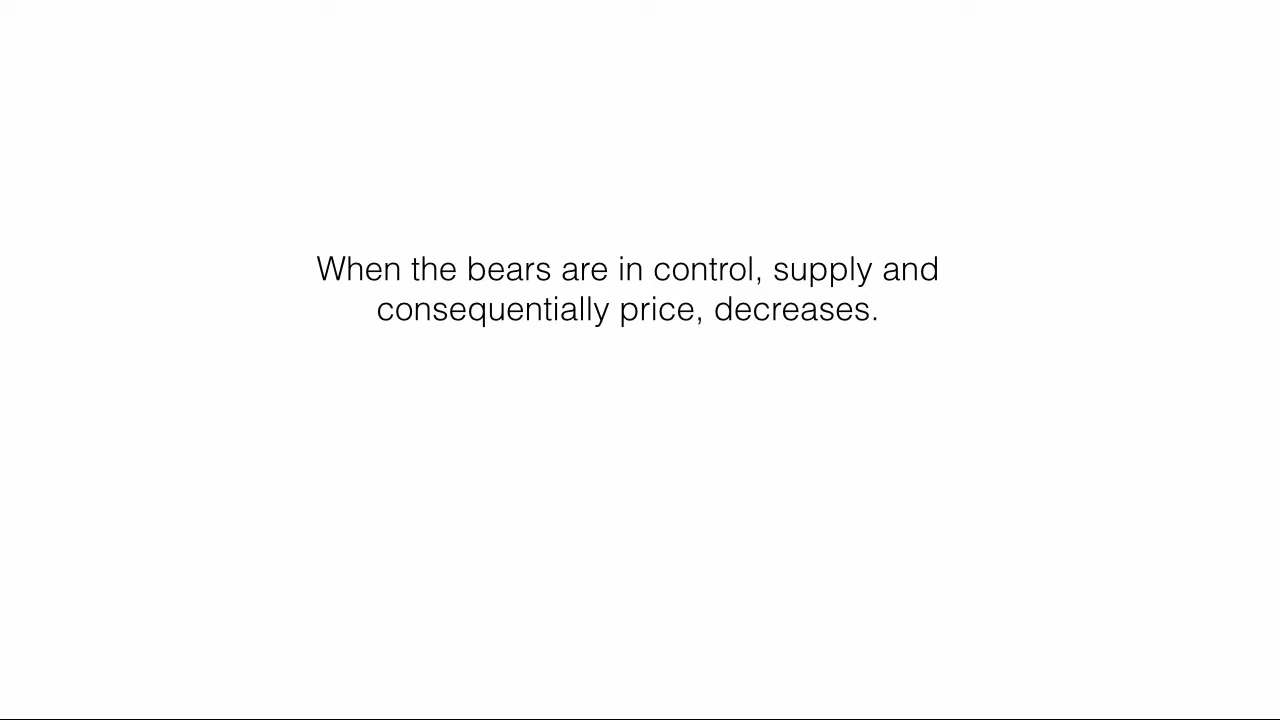 When the bears are in control, supply and
consequentially price, decreases.